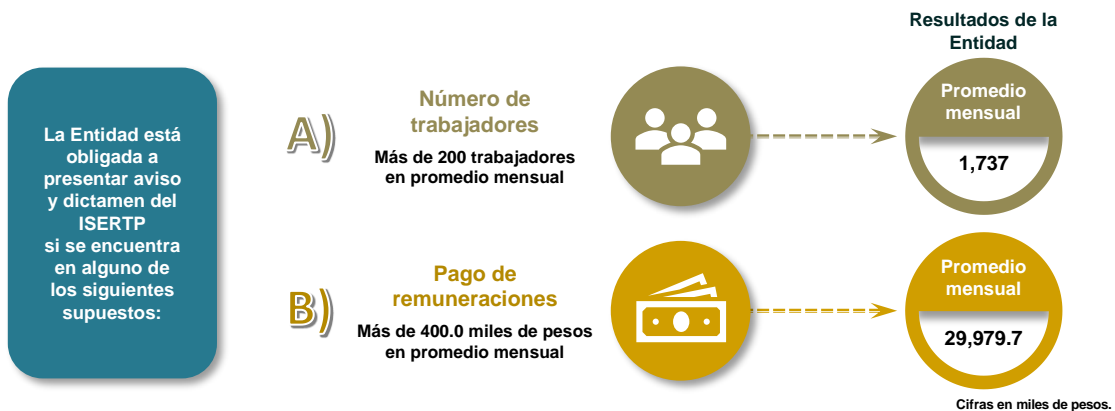 La Entidad está
obligada a
presentar aviso
y dictamen del
ISERTP
si se encuentra
en alguno de
los siguientes
supuestos:
A)
Número de
trabajadores
Más de 200 trabajadores
en promedio mensual
Resultados de la
Entidad
Promedio
mensual
1,737
B)
Pago de
remuneraciones
Más de 400.0 miles de pesos
en promedio mensual
Promedio
mensual
29,979.7
Cifras en miles de pesos.